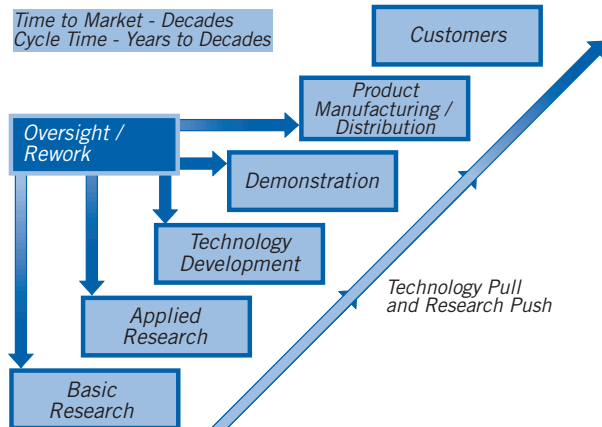 Time to Market - Decades
Cycle Time - Years to Decades
Customers
Product
Manufacturing /
Distribution
Oversight /
Rework
Demonstration
Technology
Development
Technology Pull
and Research Push
Applied
Research
Basic
Research